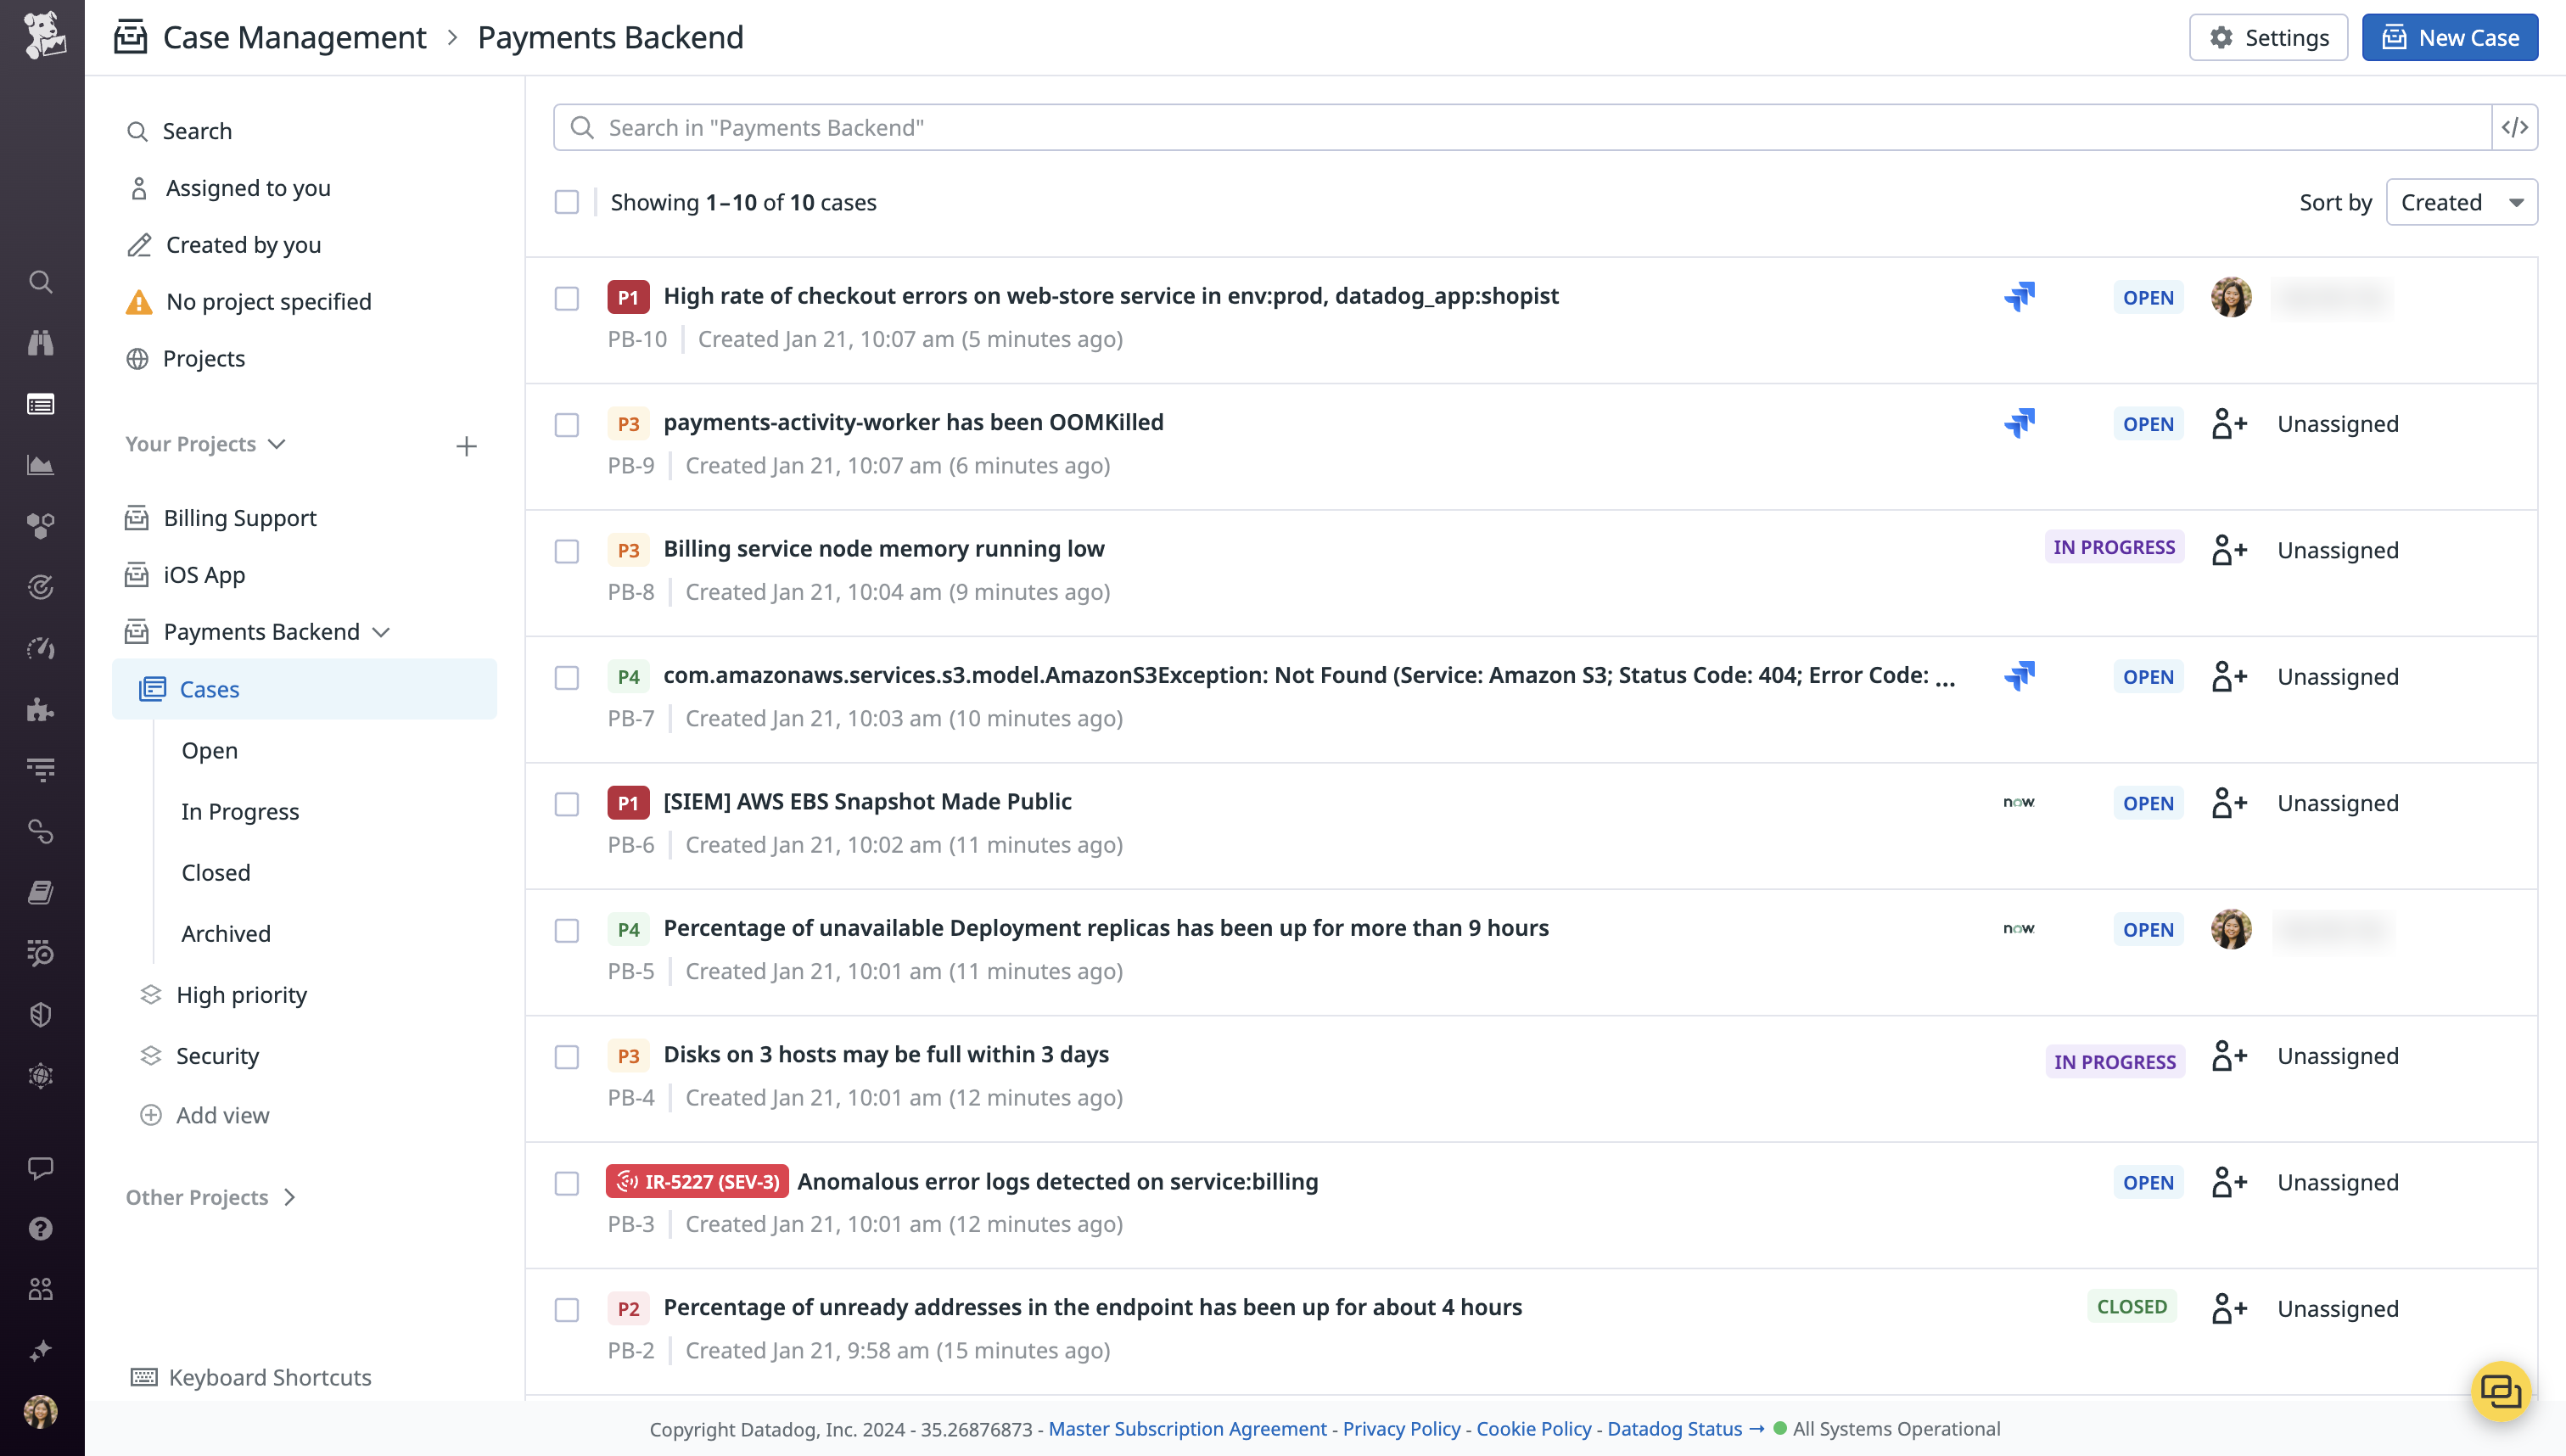 Case Management > Payments Backend
Settings
New Case
Search
Assigned to you
Created by you
No project specified
Projects
Your Projects
Billing Support
iOS App
Payments Backend
Cases
Open
In Progress
Closed
Archived
High priority
Security
Add view
Other Projects
Keyboard Shortcuts
Search in "Payments Backend"
</>
Showing 1–10 of 10 cases
Sort by Created
P1 High rate of checkout errors on web-store service in env:prod, datadog_app:shopist OPEN
PB-10 Created Jan 21, 10:07 am (5 minutes ago)
P3 payments-activity-worker has been OOMKilled OPEN Unassigned
PB-9 Created Jan 21, 10:07 am (6 minutes ago)
P3 Billing service node memory running low IN PROGRESS Unassigned
PB-8 Created Jan 21, 10:04 am (9 minutes ago)
P4 com.amazonaws.services.s3.model.AmazonS3Exception: Not Found (Service: Amazon S3; Status Code: 404; Error Code: ... OPEN Unassigned
PB-7 Created Jan 21, 10:03 am (10 minutes ago)
P1 [SIEM] AWS EBS Snapshot Made Public now. OPEN Unassigned
PB-6 Created Jan 21, 10:02 am (11 minutes ago)
P4 Percentage of unavailable Deployment replicas has been up for more than 9 hours now. OPEN
PB-5 Created Jan 21, 10:01 am (11 minutes ago)
P3 Disks on 3 hosts may be full within 3 days IN PROGRESS Unassigned
PB-4 Created Jan 21, 10:01 am (12 minutes ago)
IR-5227 (SEV-3) Anomalous error logs detected on service:billing OPEN Unassigned
PB-3 Created Jan 21, 10:01 am (12 minutes ago)
P2 Percentage of unready addresses in the endpoint has been up for about 4 hours CLOSED Unassigned
PB-2 Created Jan 21, 9:58 am (15 minutes ago)
Copyright Datadog, Inc. 2024 - 35.26876873 - Master Subscription Agreement - Privacy Policy - Cookie Policy - Datadog Status → All Systems Operational